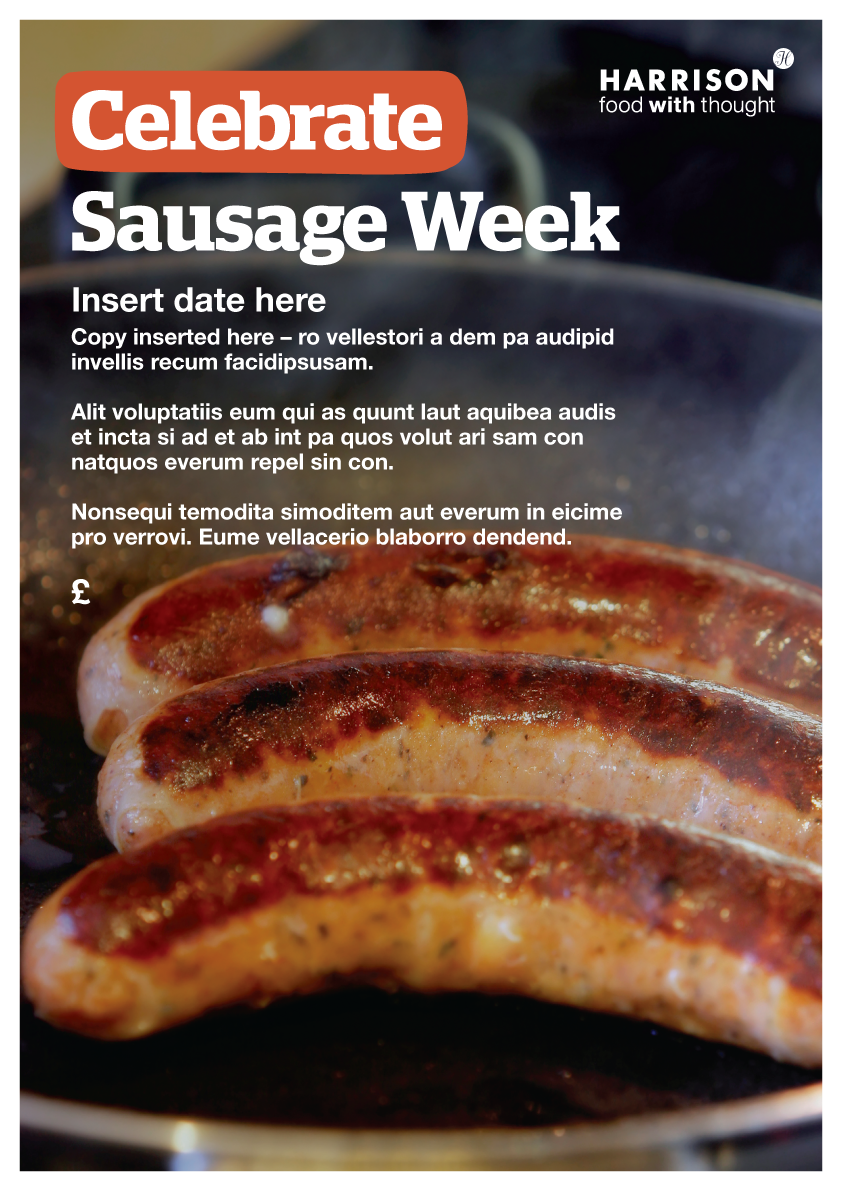 Celebrate
HARRISON
food with thought
Sausage Week
Insert date here
Copy inserted here – ro vellestori a dem pa audipid
invellis recum facidipsusam.
Alit voluptatiis eum qui as quunt laut aquibea audis
et incta si ad et ab int pa quos volut ari sam con
natquos everum repel sin con.
Nonsequi temodita simoditem aut everum in eicime
pro verrovi. Eume vellacerio blaborro dendend.
£